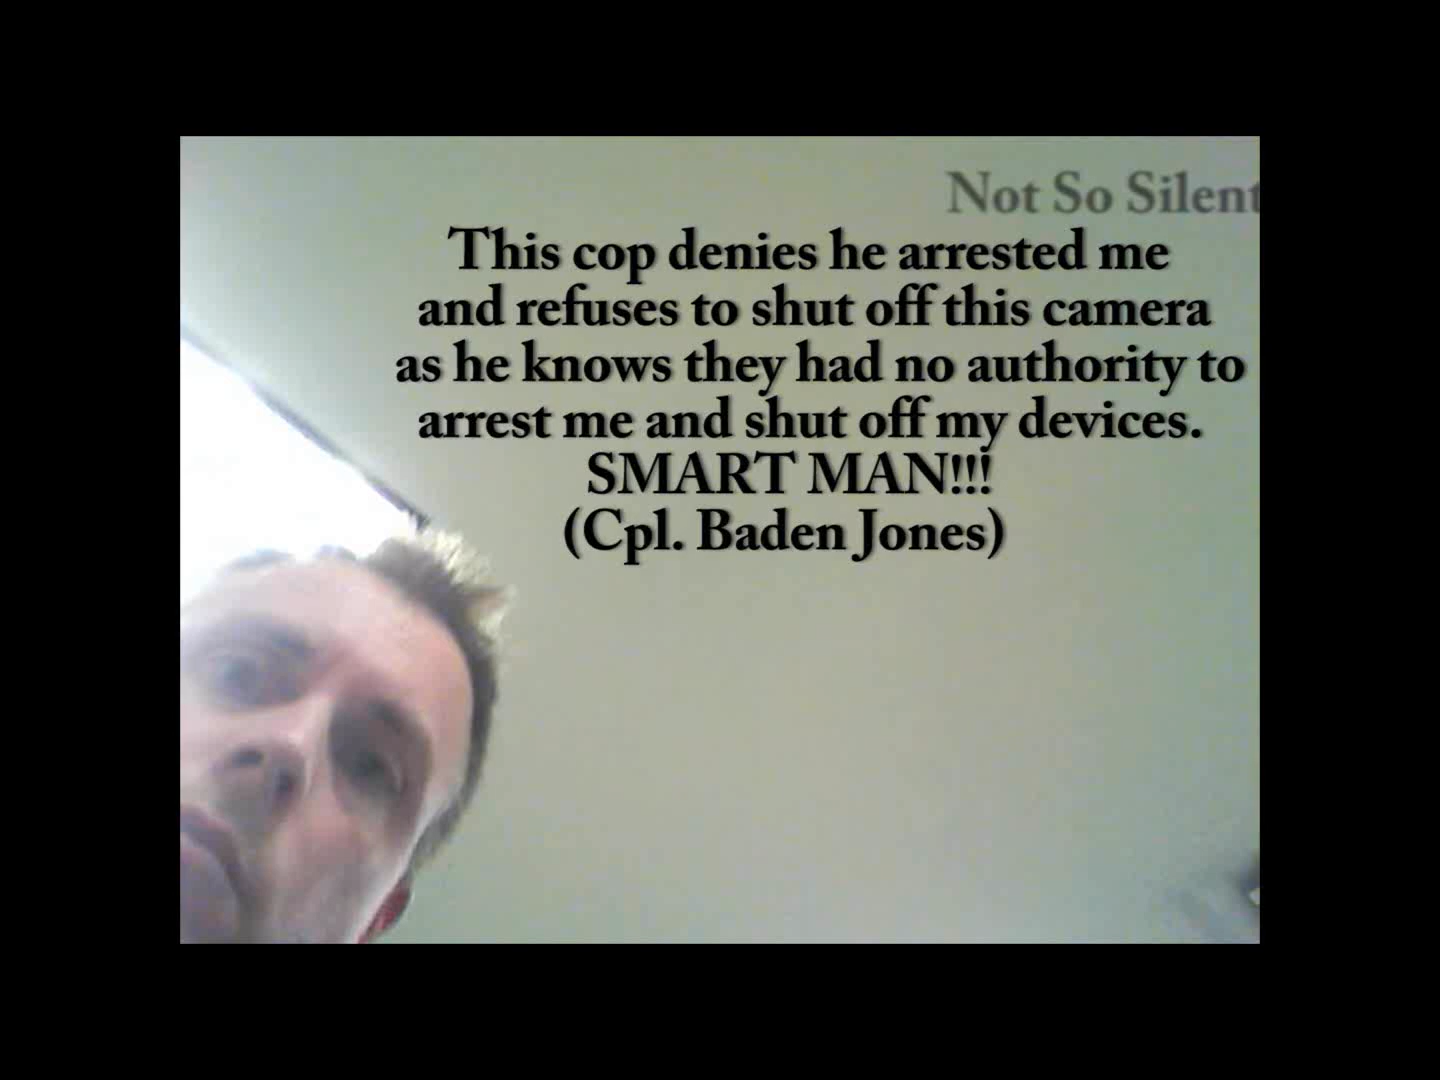 Not So Silent
This cop denies he arrested me
and refuses to shut off this camera
as he knows they had no authority to
arrest me and shut off my devices.
SMART MAN!!!
(Cpl. Baden Jones)